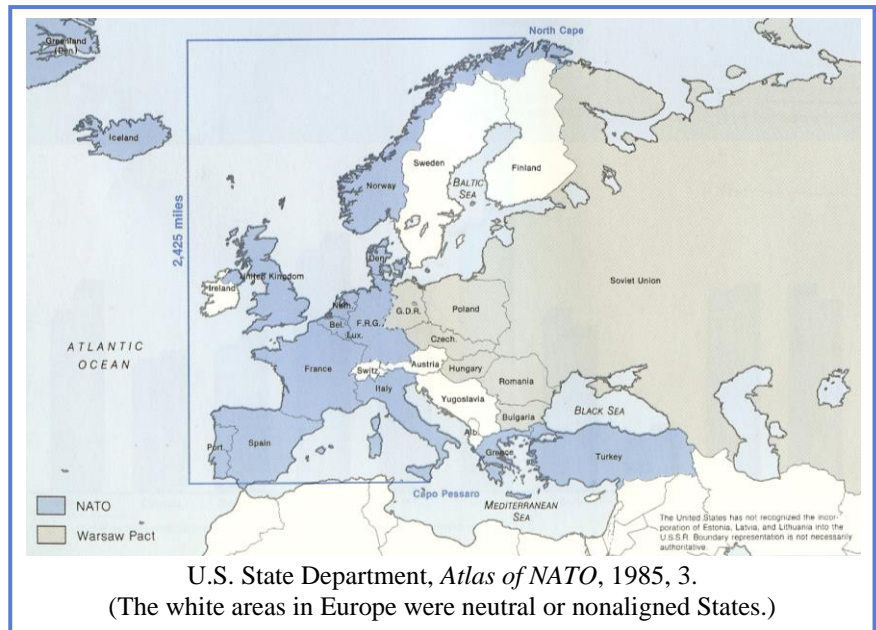 Greenland
(Den.)
North Cape
Iceland
2,425 miles
Norway
Sweden
Finland
BALTIC
SEA
Soviet Union
United Kingdom
Ireland
Den.
Neth.
Bel.
Lux.
F.R.G.
G.D.R.
Poland
Czech.
ATLANTIC
OCEAN
France
Switz.
Austria
Hungary
Romania
Italy
Yugoslavia
Bulgaria
BLACK SEA
Port.
Spain
Alb.
Greece
Turkey
Capo Pessaro
MEDITERRANEAN
SEA
NATO
Warsaw Pact
The United States has not recognized the incor-
poration of Estonia, Latvia, and Lithuania into the
U.S.S.R. Boundary representation is not necessarily
authoritative.
U.S. State Department, Atlas of NATO, 1985, 3.
(The white areas in Europe were neutral or nonaligned States.)